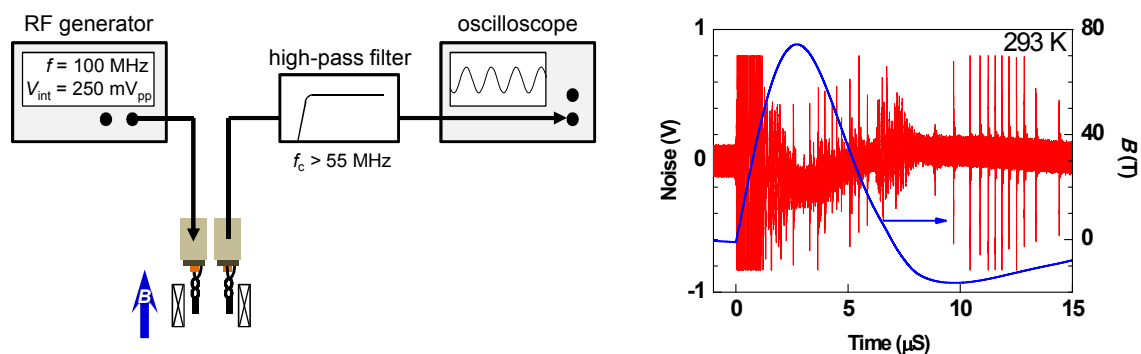 RF generator
f = 100 MHz
V_int = 250 mV_pp
high-pass filter
f_c > 55 MHz
oscilloscope
B
293 K
Noise (V)
1
0
-1
B (T)
80
40
0
0
5
10
15
Time (μS)